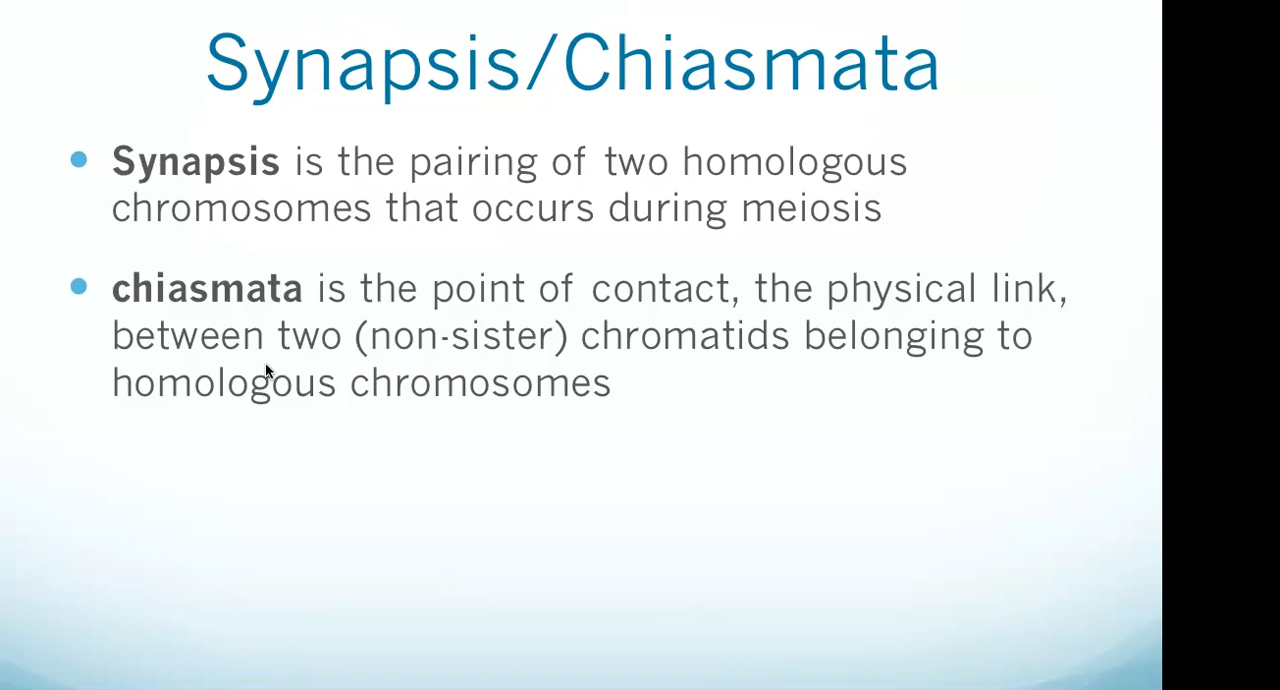 Synapsis/Chiasmata
Synapsis is the pairing of two homologous
chromosomes that occurs during meiosis
chiasmata is the point of contact, the physical link,
between two (non-sister) chromatids belonging to
homologous chromosomes